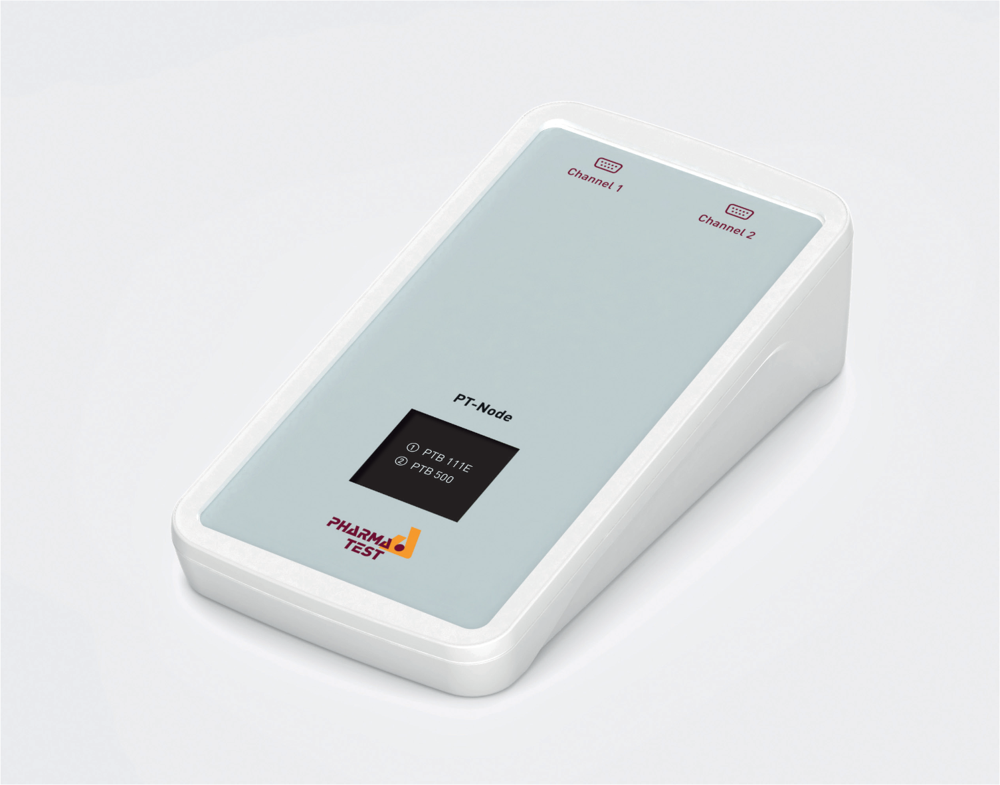 Channel 1
Channel 2
PT-Node
① PTB 111E
② PTB 500
PHARMA
TEST